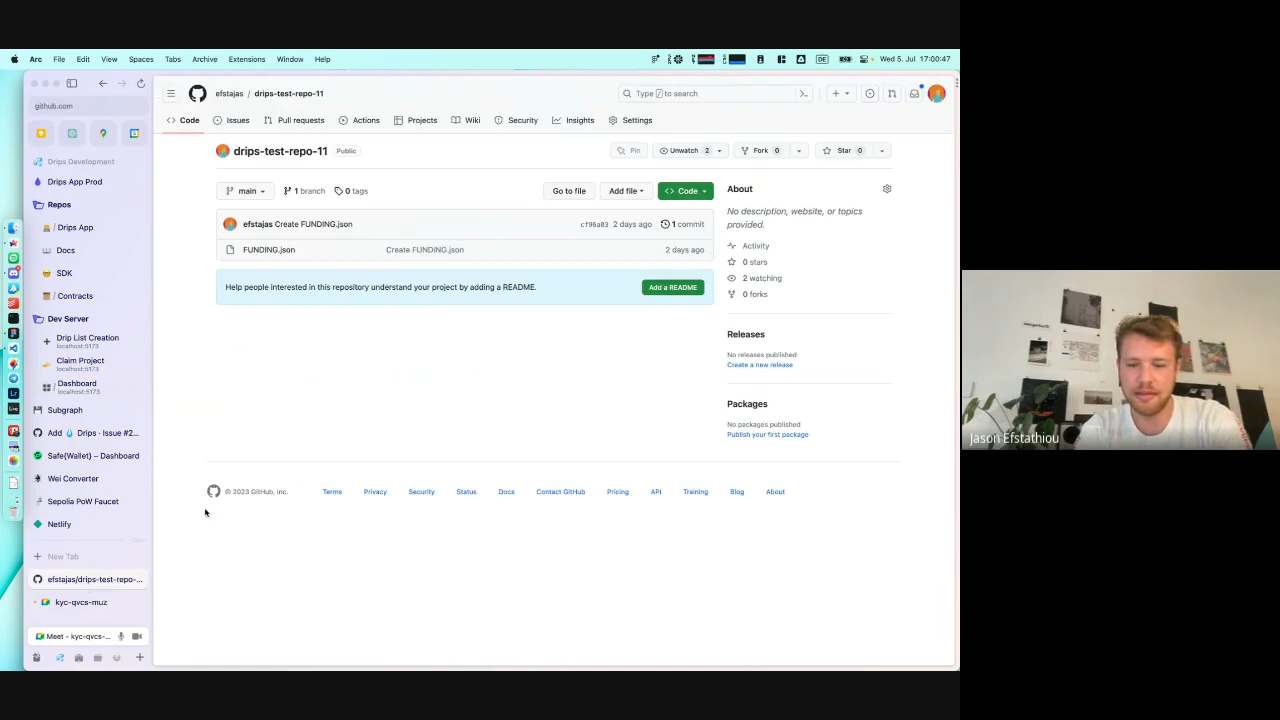 Arc File Edit View Spaces Tabs Archive Extensions Window Help
DE
Wed 5. Jul 17:00:47
github.com
Drips Development
Drips App Prod
Repos
/ Drips App
Docs
SDK
/ Contracts
Dev Server
Drip List Creation
localhost:5173
/ Claim Project
localhost:5173
/ Dashboard
localhost:5173
Subgraph
Add 💧 Drips · Issue #2...
Safe{Wallet} – Dashboard
Wei Converter
Sepolia PoW Faucet
Netlify
New Tab
efstajas/drips-test-repo-...
kyc-qvcs-muz
Meet – kyc-qvcs-...
efstajas / drips-test-repo-11
Type / to search
Code Issues Pull requests Actions Projects Wiki Security Insights Settings
drips-test-repo-11 Public
Pin Unwatch 2 Fork 0 Star 0
main 1 branch 0 tags Go to file Add file Code
efstajas Create FUNDING.json cf96a03 2 days ago 1 commit
FUNDING.json Create FUNDING.json 2 days ago
Help people interested in this repository understand your project by adding a README. Add a README
About
No description, website, or topics
provided.
Activity
0 stars
2 watching
0 forks
Releases
No releases published
Create a new release
Packages
No packages published
Publish your first package
© 2023 GitHub, Inc. Terms Privacy Security Status Docs Contact GitHub Pricing API Training Blog About
Jason Efstathiou